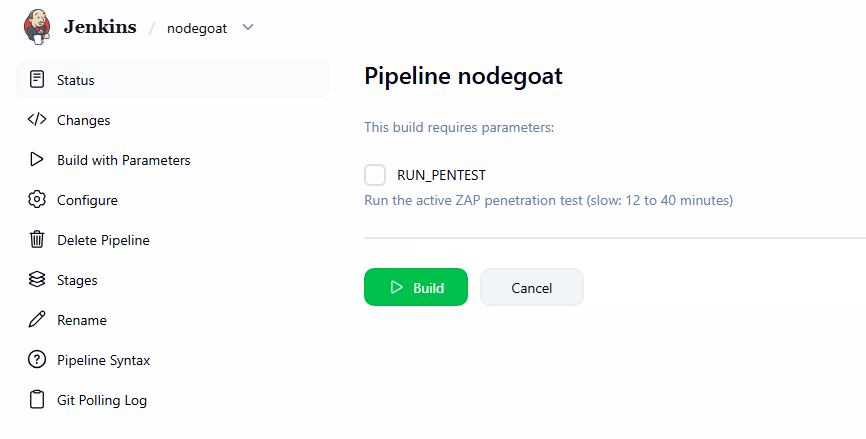 Jenkins / nodegoat
Status
Changes
Build with Parameters
Configure
Delete Pipeline
Stages
Rename
Pipeline Syntax
Git Polling Log
Pipeline nodegoat
This build requires parameters:
RUN_PENTEST
Run the active ZAP penetration test (slow: 12 to 40 minutes)
Build Cancel